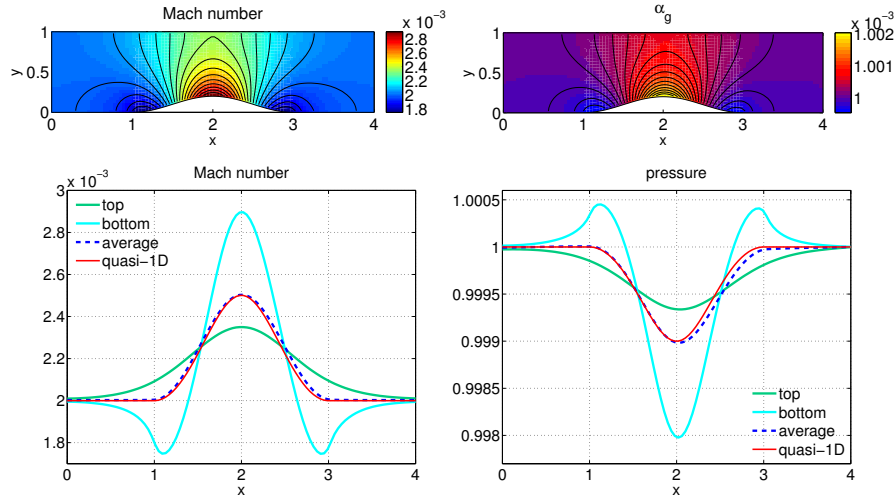 Mach number
x 10⁻³
1
0.5
0
y
0 1 2 3 4
x
2.8
2.6
2.4
2.2
2
1.8
α_g
x 10⁻³
1
0.5
0
y
0 1 2 3 4
x
1.002
1.001
1
Mach number
x 10⁻³
3
2.8
2.6
2.4
2.2
2
1.8
top
bottom
average
quasi−1D
0 1 2 3 4
x
pressure
1.0005
1
0.9995
0.999
0.9985
0.998
top
bottom
average
quasi−1D
0 1 2 3 4
x